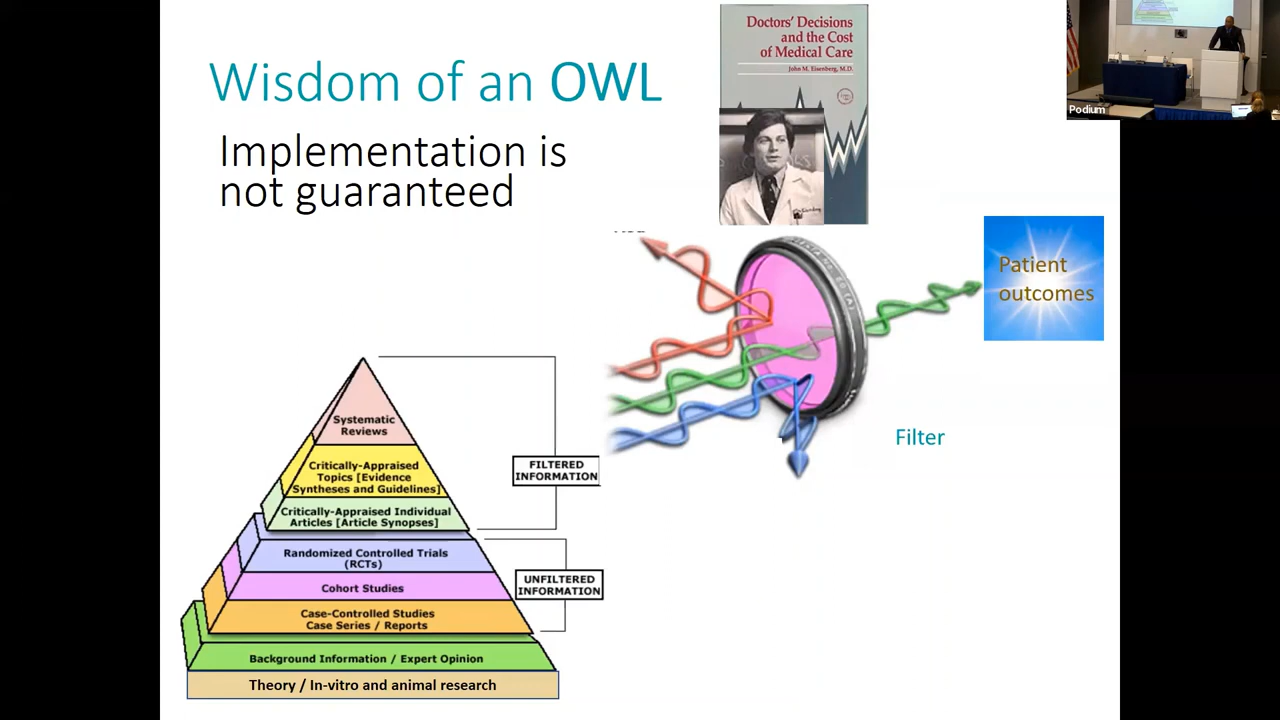 Wisdom of an OWL
Implementation is
not guaranteed
Doctors' Decisions
and the Cost
of Medical Care
John M. Eisenberg, M.D.
Podium
Patient
outcomes
Filter
Systematic
Reviews
Critically-Appraised
Topics [Evidence
Syntheses and Guidelines]
Critically-Appraised Individual
Articles [Article Synopses]
FILTERED
INFORMATION
Randomized Controlled Trials
(RCTs)
Cohort Studies
UNFILTERED
INFORMATION
Case-Controlled Studies
Case Series / Reports
Background Information / Expert Opinion
Theory / In-vitro and animal research